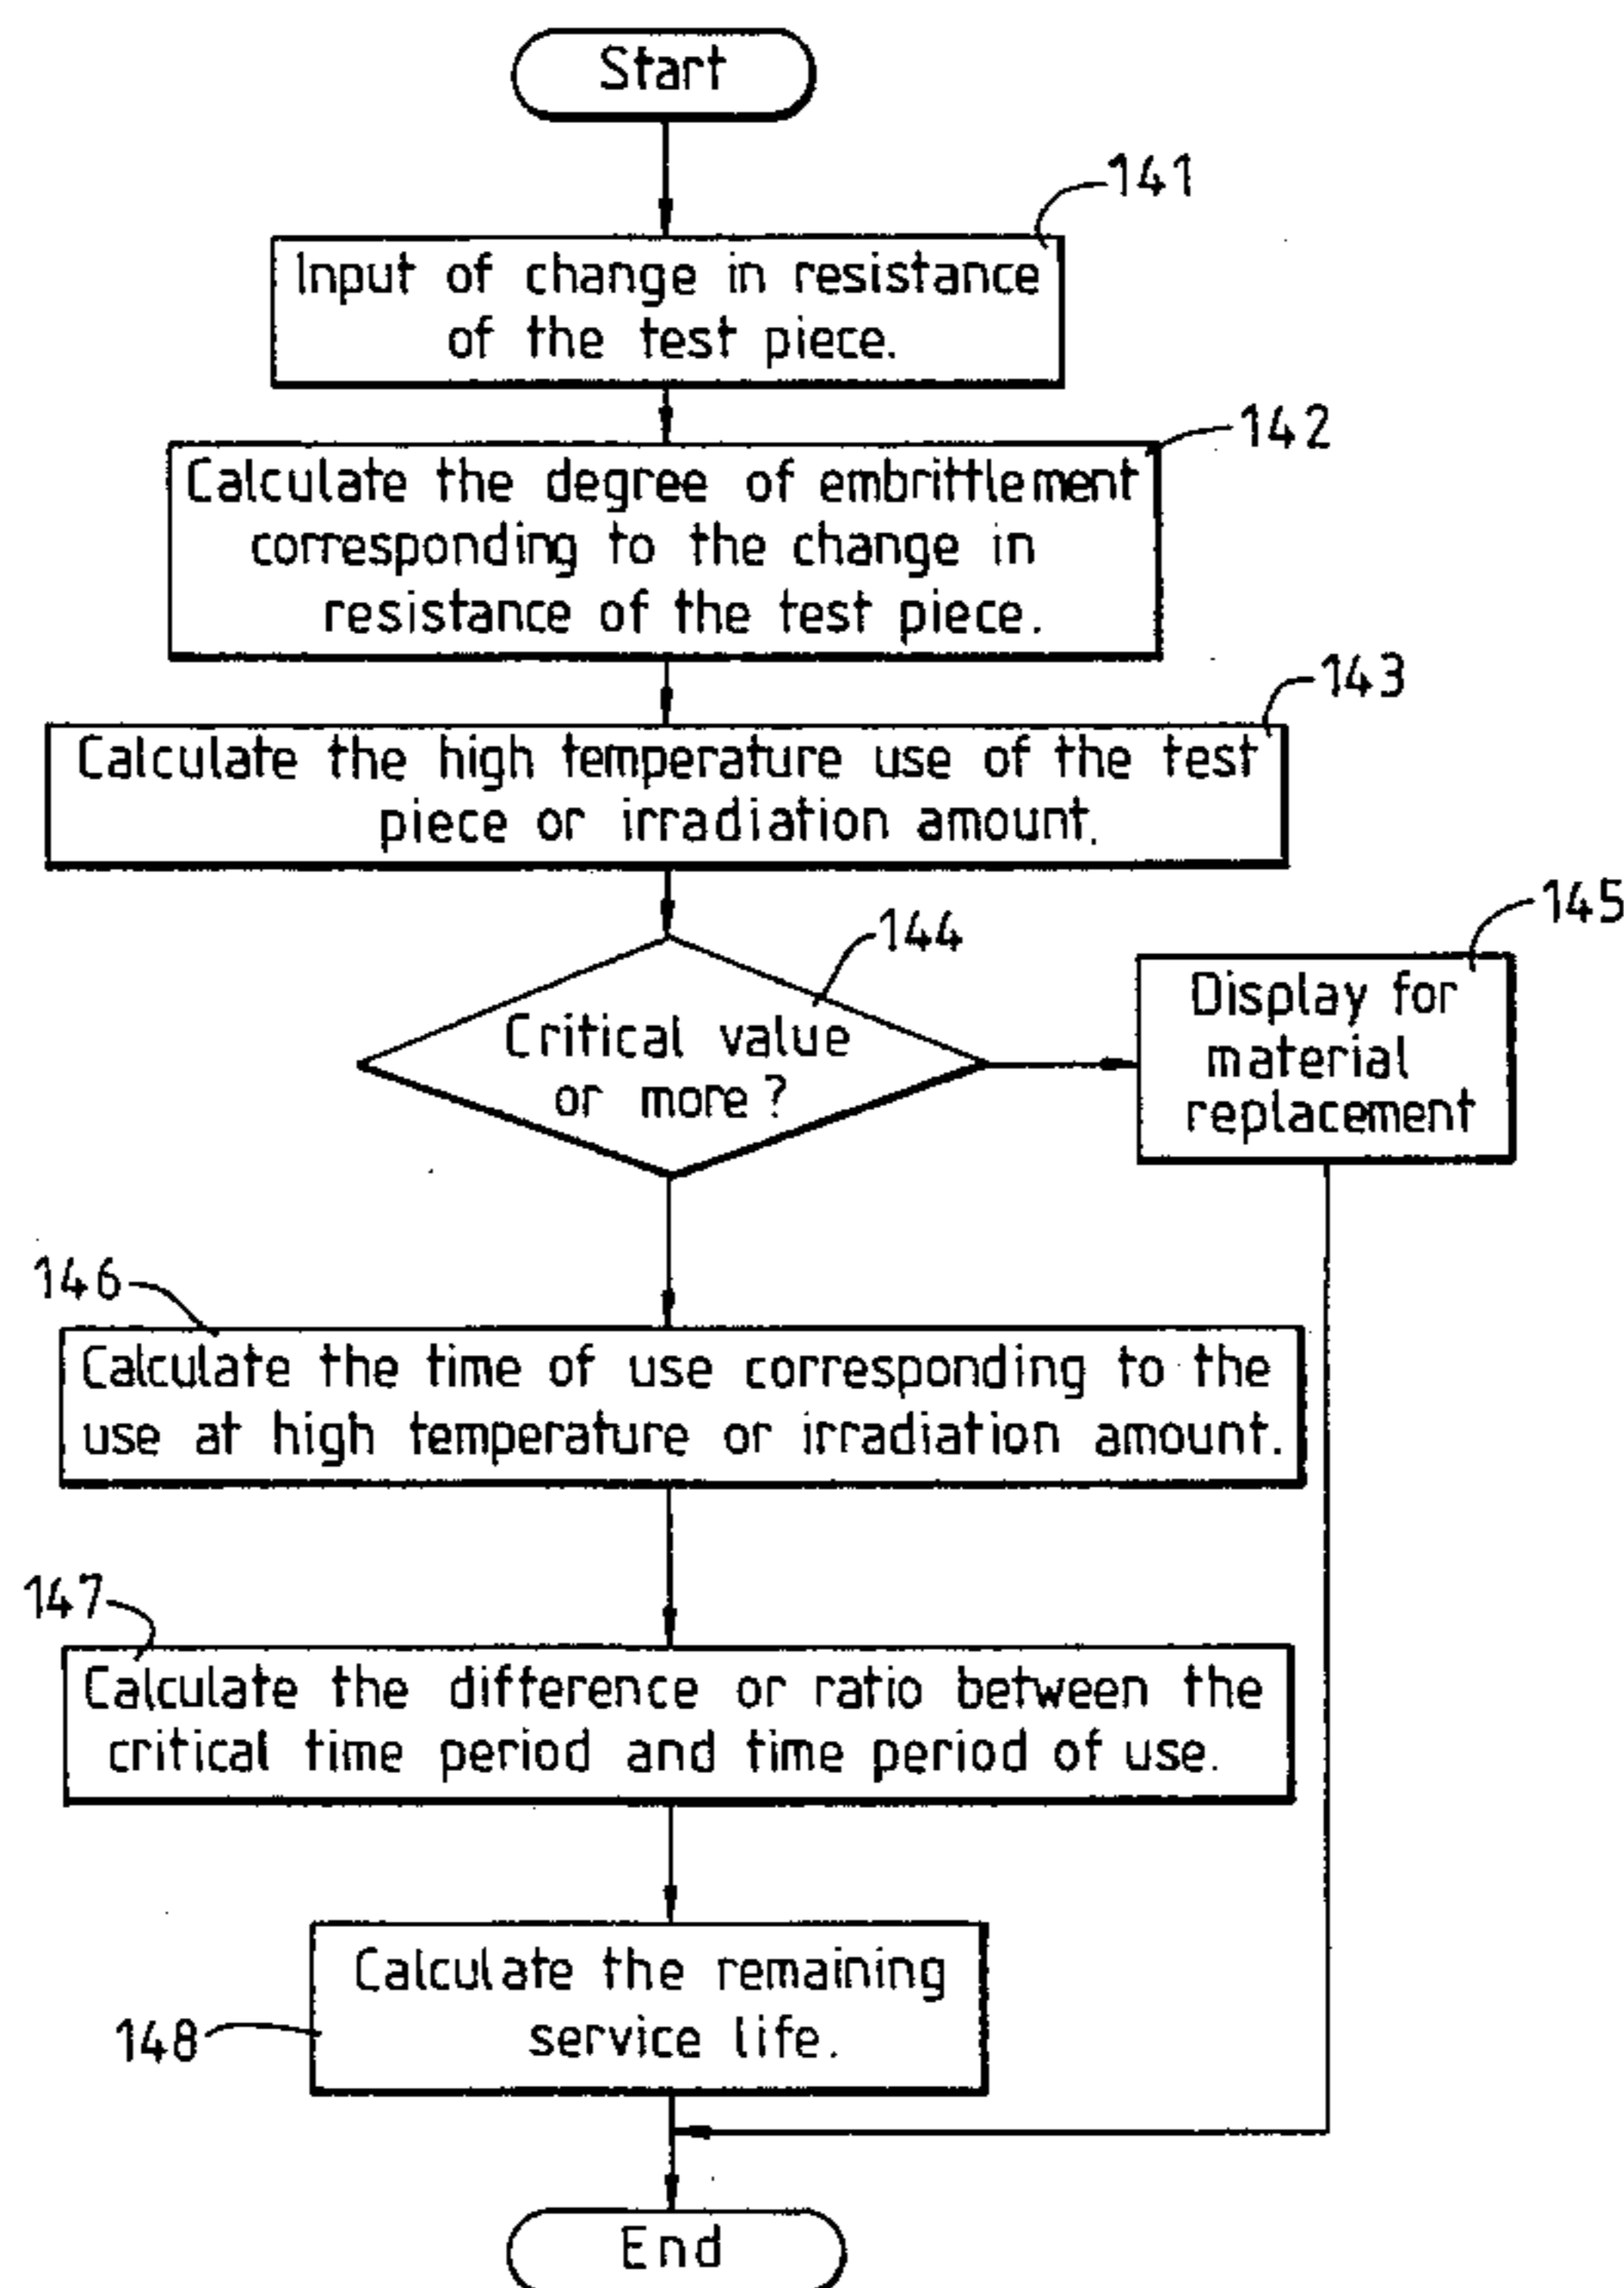 Start
141
Input of change in resistance
of the test piece.
142
Calculate the degree of embrittlement
corresponding to the change in
resistance of the test piece.
143
Calculate the high temperature use of the test
piece or irradiation amount.
144
Critical value
or more?
145
Display for
material
replacement
146
Calculate the time of use corresponding to the
use at high temperature or irradiation amount.
147
Calculate the difference or ratio between the
critical time period and time period of use.
148
Calculate the remaining
service life.
End